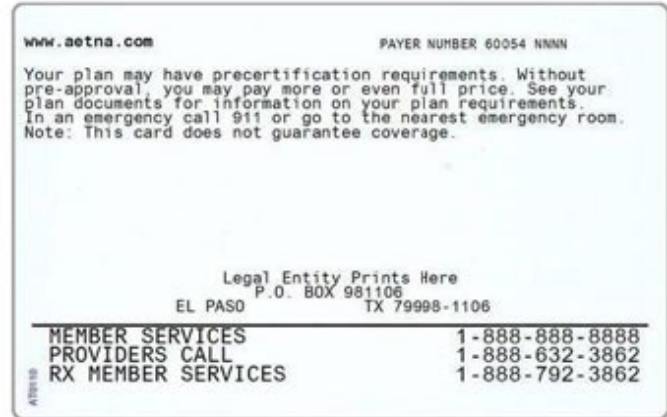 www.aetna.com PAYER NUMBER 60054 NNNN
Your plan may have precertification requirements. Without
pre-approval, you may pay more or even full price. See your
plan documents for information on your plan requirements.
In an emergency call 911 or go to the nearest emergency room.
Note: This card does not guarantee coverage.
Legal Entity Prints Here
P.O. BOX 981106
EL PASO TX 79998-1106
MEMBER SERVICES 1-888-888-8888
PROVIDERS CALL 1-888-632-3862
RX MEMBER SERVICES 1-888-792-3862
AT0110